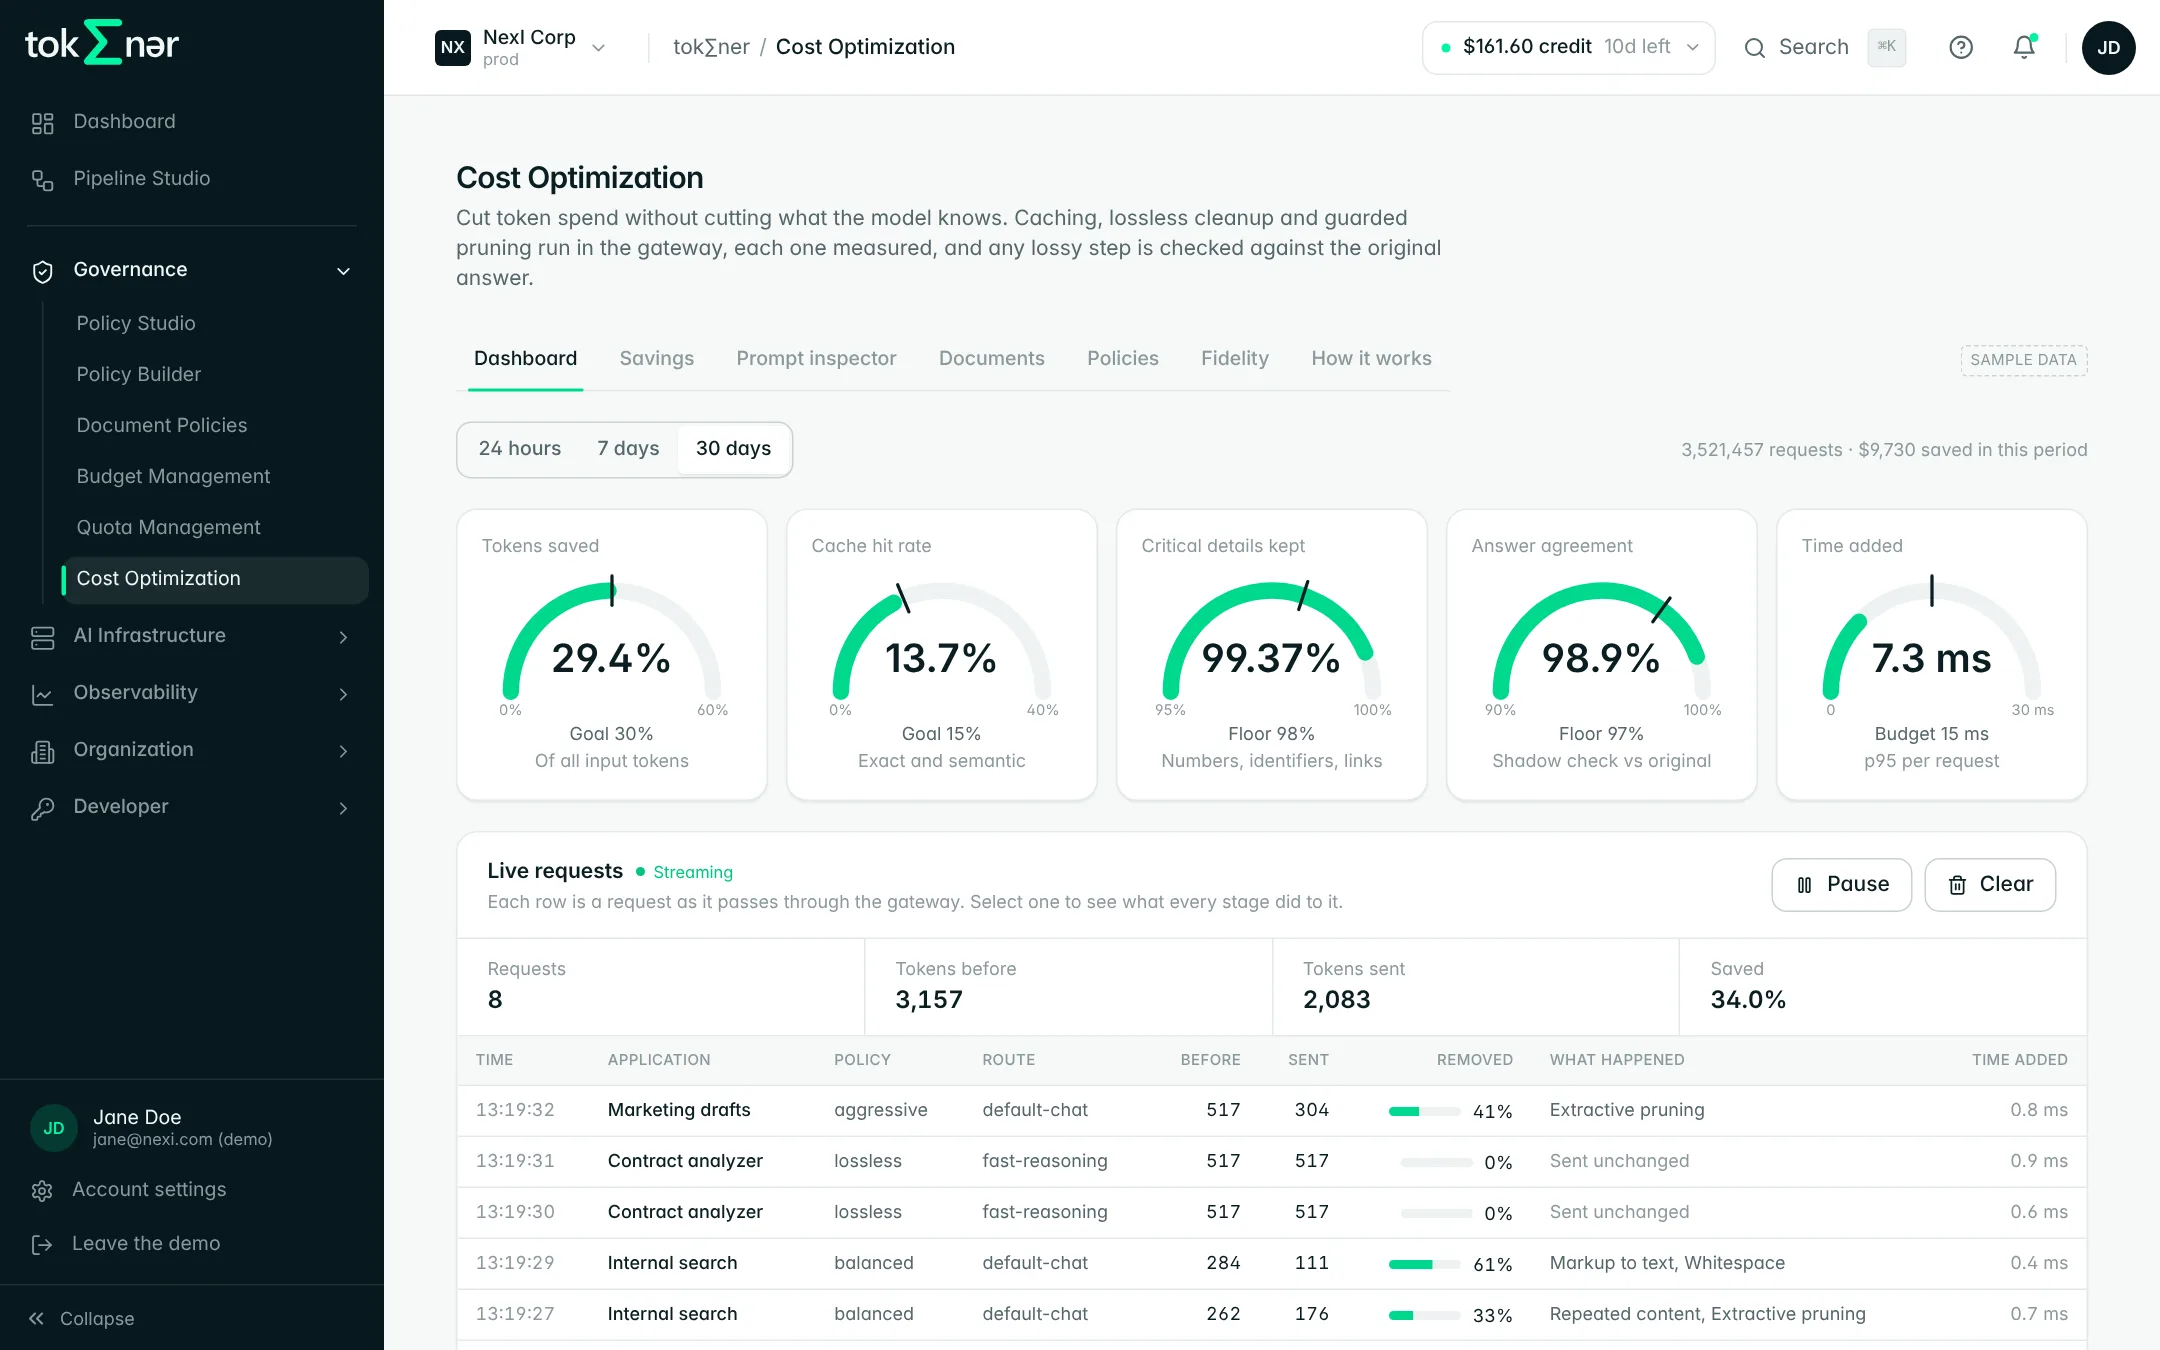 tok∑nər
Dashboard
Pipeline Studio
Governance
Policy Studio
Policy Builder
Document Policies
Budget Management
Quota Management
Cost Optimization
AI Infrastructure
Observability
Organization
Developer
JD
Jane Doe
jane@nexi.com (demo)
Account settings
Leave the demo
Collapse
NX
Nexl Corp
prod
tok∑ner / Cost Optimization
$161.60 credit 10d left
Search ⌘K
JD
Cost Optimization
Cut token spend without cutting what the model knows. Caching, lossless cleanup and guarded
pruning run in the gateway, each one measured, and any lossy step is checked against the original
answer.
Dashboard Savings Prompt inspector Documents Policies Fidelity How it works
SAMPLE DATA
24 hours 7 days 30 days
3,521,457 requests · $9,730 saved in this period
Tokens saved
29.4%
0% 60%
Goal 30%
Of all input tokens
Cache hit rate
13.7%
0% 40%
Goal 15%
Exact and semantic
Critical details kept
99.37%
95% 100%
Floor 98%
Numbers, identifiers, links
Answer agreement
98.9%
90% 100%
Floor 97%
Shadow check vs original
Time added
7.3 ms
0 30 ms
Budget 15 ms
p95 per request
Live requests Streaming
Each row is a request as it passes through the gateway. Select one to see what every stage did to it.
Pause Clear
Requests
8
Tokens before
3,157
Tokens sent
2,083
Saved
34.0%
TIME APPLICATION POLICY ROUTE BEFORE SENT REMOVED WHAT HAPPENED TIME ADDED
13:19:32 Marketing drafts aggressive default-chat 517 304 41% Extractive pruning 0.8 ms
13:19:31 Contract analyzer lossless fast-reasoning 517 517 0% Sent unchanged 0.9 ms
13:19:30 Contract analyzer lossless fast-reasoning 517 517 0% Sent unchanged 0.6 ms
13:19:29 Internal search balanced default-chat 284 111 61% Markup to text, Whitespace 0.4 ms
13:19:27 Internal search balanced default-chat 262 176 33% Repeated content, Extractive pruning 0.7 ms